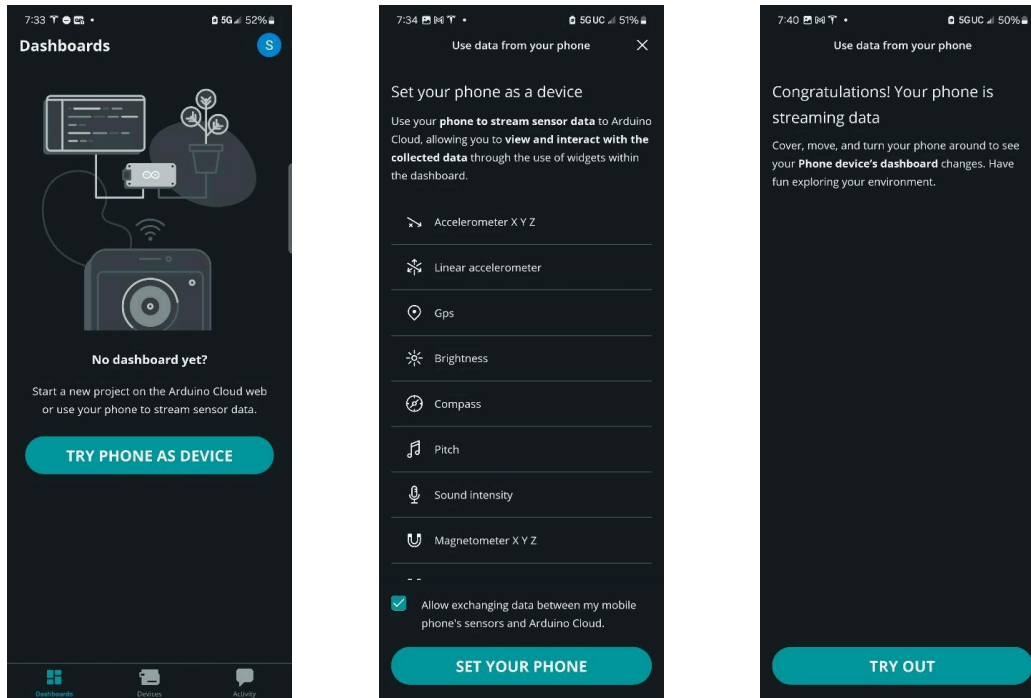 7:33
5G 52%
Dashboards
S
No dashboard yet?
Start a new project on the Arduino Cloud web
or use your phone to stream sensor data.
TRY PHONE AS DEVICE
Dashboards
Devices
Activity
7:34
5G UC 51%
Use data from your phone
Set your phone as a device
Use your phone to stream sensor data to Arduino
Cloud, allowing you to view and interact with the
collected data through the use of widgets within
the dashboard.
Accelerometer X Y Z
Linear accelerometer
Gps
Brightness
Compass
Pitch
Sound intensity
Magnetometer X Y Z
Allow exchanging data between my mobile
phone's sensors and Arduino Cloud.
SET YOUR PHONE
7:40
5G UC 50%
Use data from your phone
Congratulations! Your phone is
streaming data
Cover, move, and turn your phone around to see
your Phone device's dashboard changes. Have
fun exploring your environment.
TRY OUT